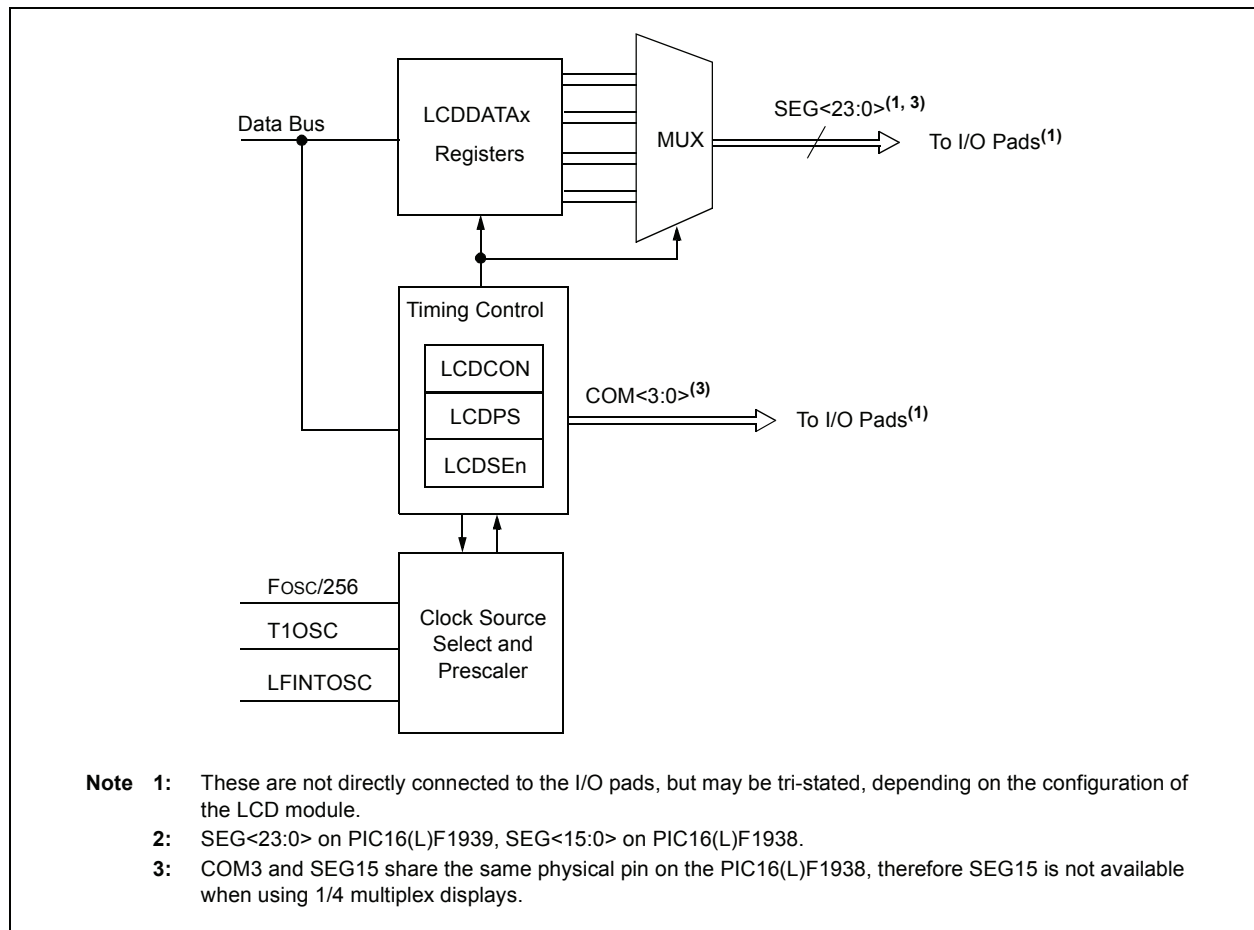 Data Bus
LCDDATAx
Registers
MUX
SEG<23:0>(1, 3)
To I/O Pads(1)
Timing Control
LCDCON
LCDPS
LCDSEn
COM<3:0>(3)
To I/O Pads(1)
FOSC/256
T1OSC
LFINTOSC
Clock Source
Select and
Prescaler
Note 1: These are not directly connected to the I/O pads, but may be tri-stated, depending on the configuration of
the LCD module.
2: SEG<23:0> on PIC16(L)F1939, SEG<15:0> on PIC16(L)F1938.
3: COM3 and SEG15 share the same physical pin on the PIC16(L)F1938, therefore SEG15 is not available
when using 1/4 multiplex displays.